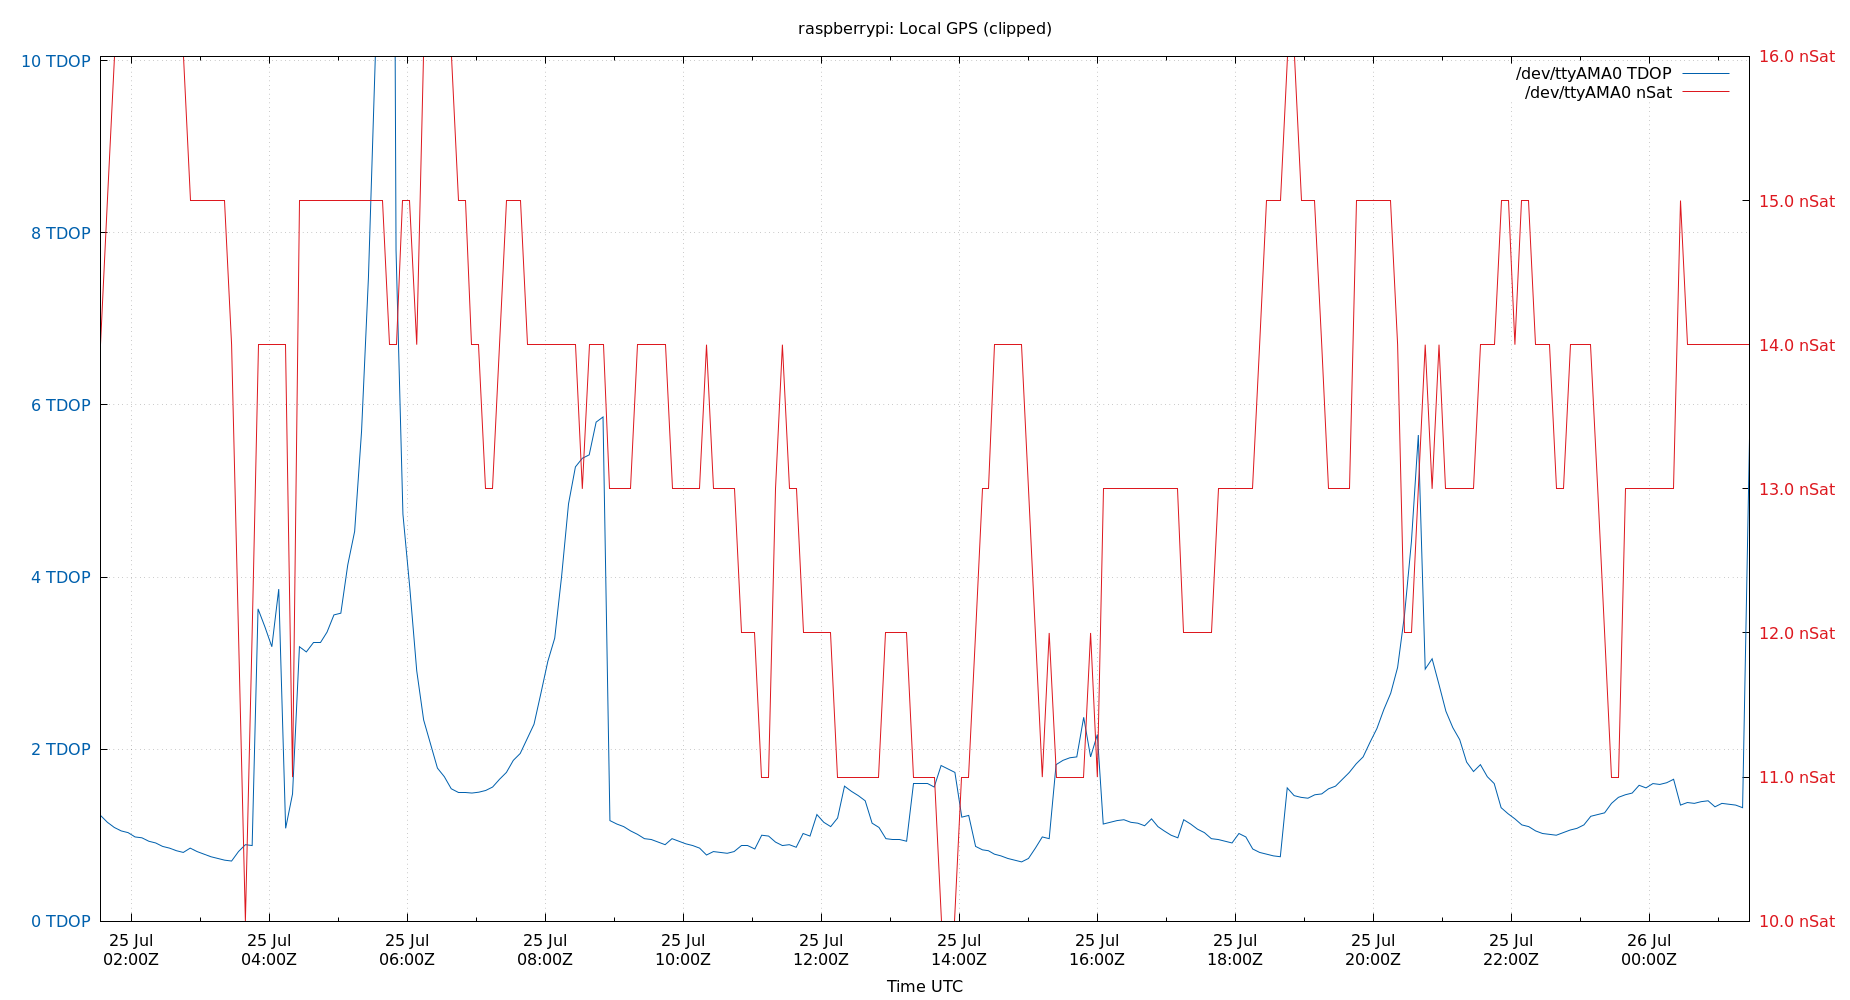 raspberrypi: Local GPS (clipped)
10 TDOP
8 TDOP
6 TDOP
4 TDOP
2 TDOP
0 TDOP
16.0 nSat
15.0 nSat
14.0 nSat
13.0 nSat
12.0 nSat
11.0 nSat
10.0 nSat
/dev/ttyAMA0 TDOP
/dev/ttyAMA0 nSat
25 Jul 25 Jul 25 Jul 25 Jul 25 Jul 25 Jul 25 Jul 25 Jul 25 Jul 25 Jul 25 Jul 26 Jul
02:00Z 04:00Z 06:00Z 08:00Z 10:00Z 12:00Z 14:00Z 16:00Z 18:00Z 20:00Z 22:00Z 00:00Z
Time UTC